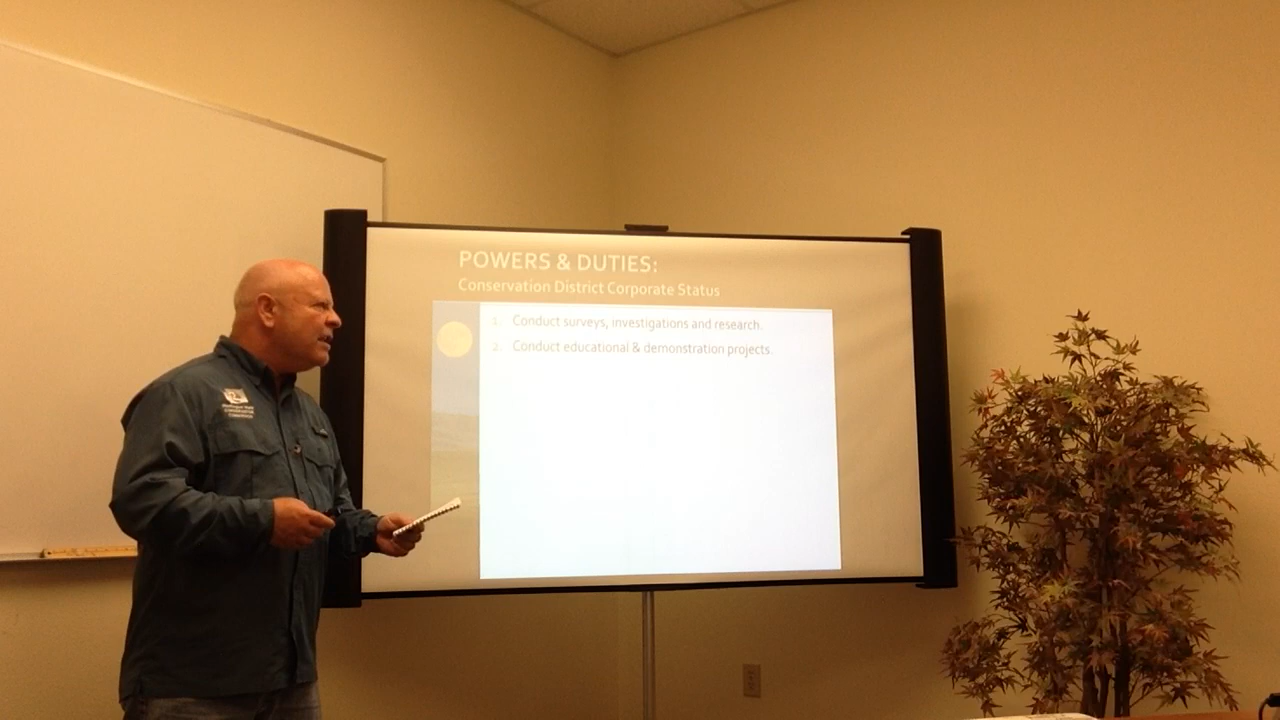 POWERS & DUTIES:
Conservation District Corporate Status
1. Conduct surveys, investigations and research.
2. Conduct educational & demonstration projects.